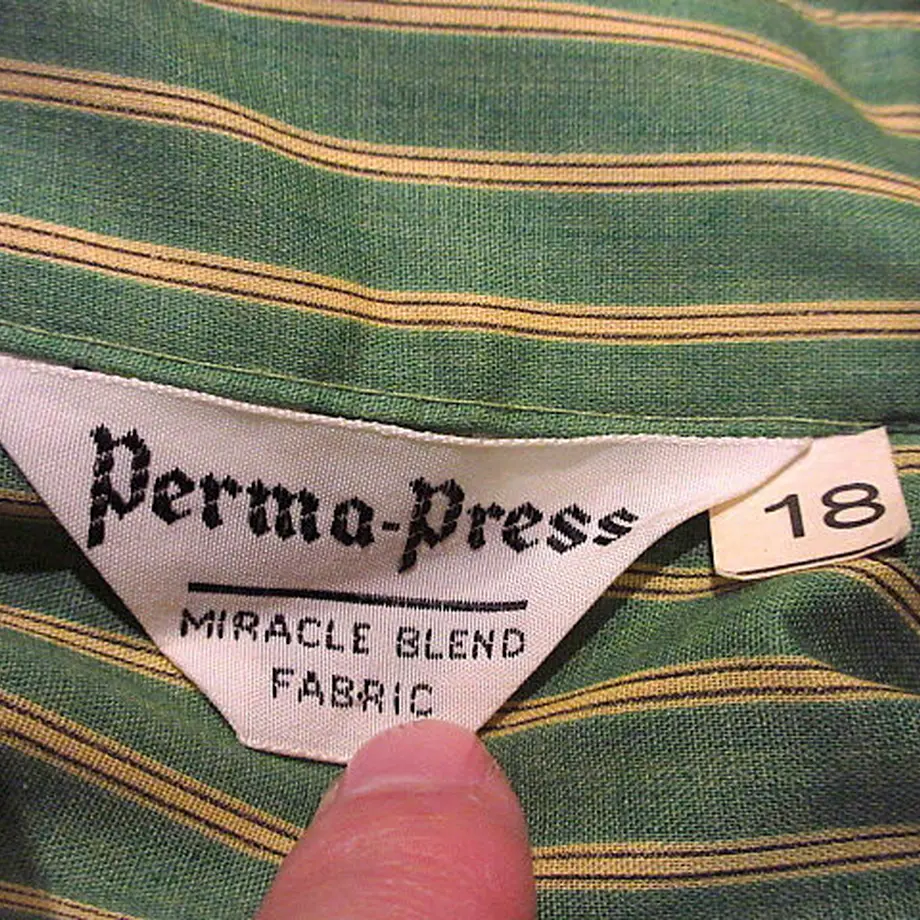 Perma-Press
18
MIRACLE BLEND
FABRIC